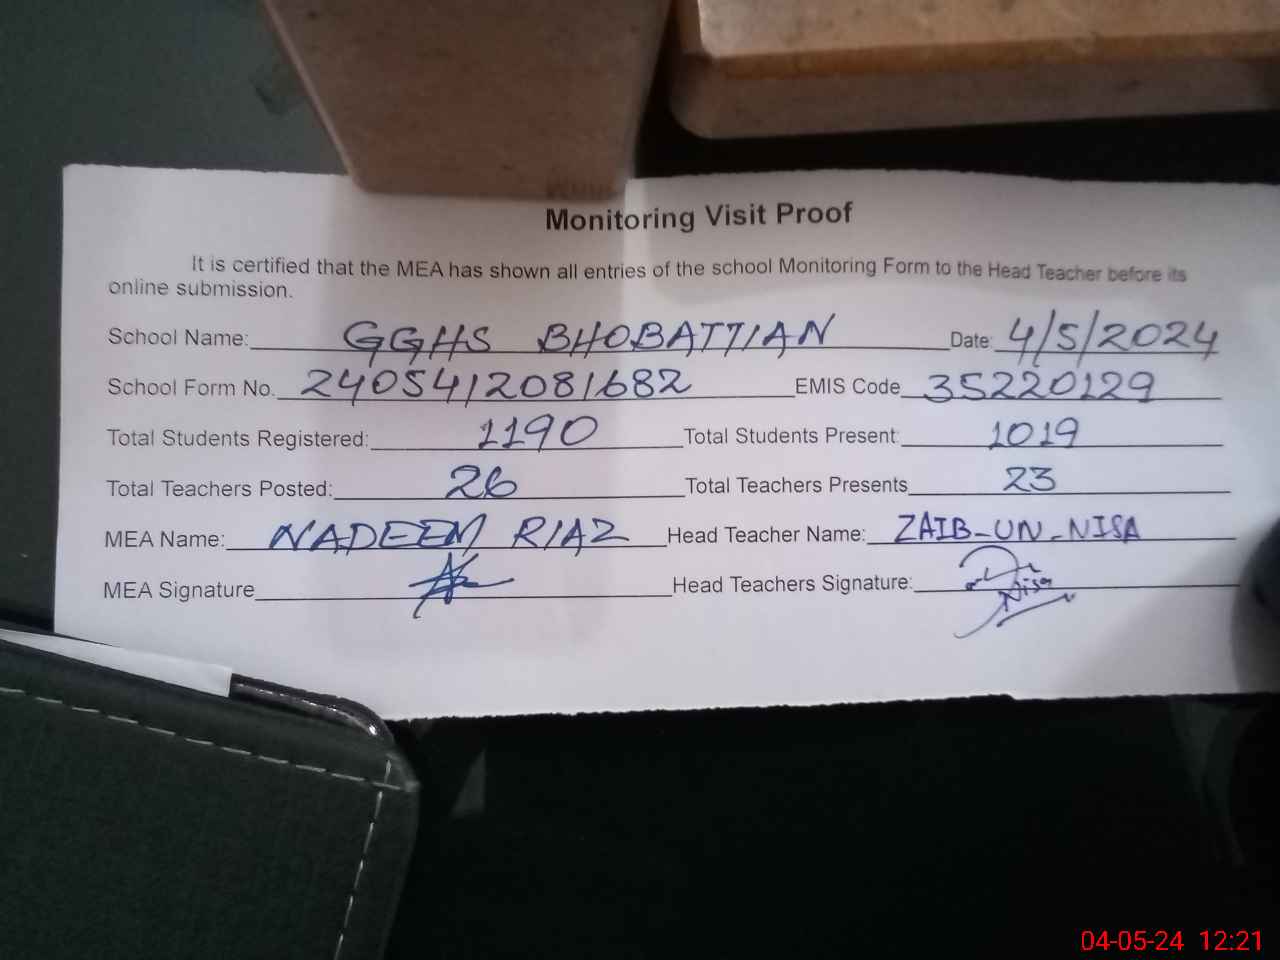 Monitoring Visit Proof
It is certified that the MEA has shown all entries of the school Monitoring Form to the Head Teacher before its
online submission.
School Name: GGHS BHOBATTIAN Date: 4/5/2024
School Form No. 2405412081682 EMIS Code 35220129
Total Students Registered: 1190 Total Students Present: 1019
Total Teachers Posted: 26 Total Teachers Presents 23
MEA Name: NADEEM RIAZ Head Teacher Name: ZAIB-UN-NISA
MEA Signature Head Teachers Signature: Nisa
04-05-24 12:21